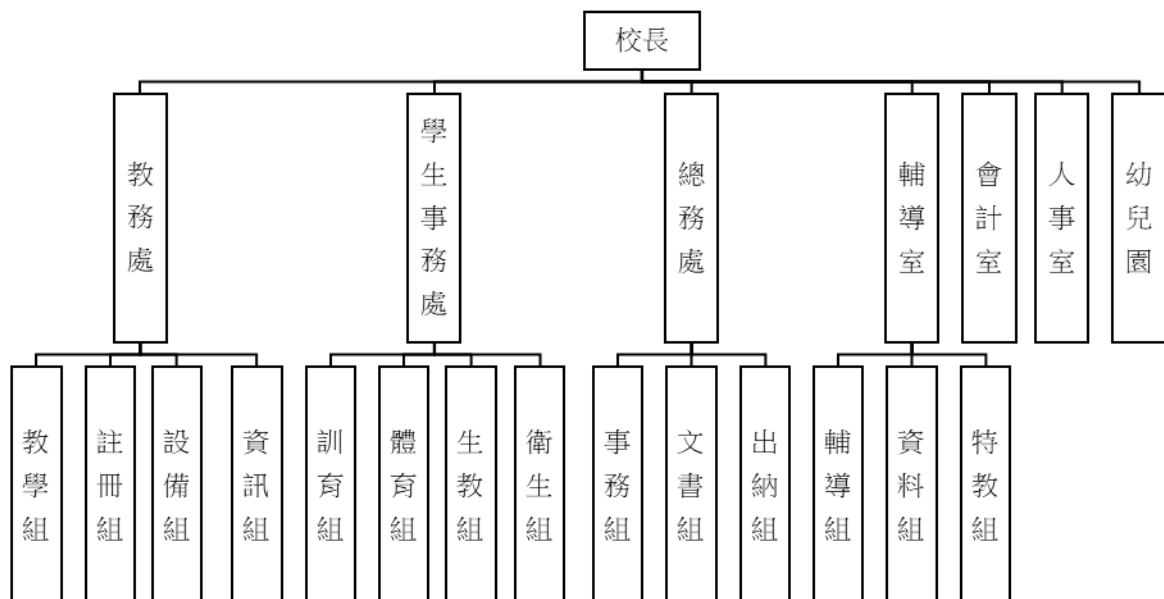 校長
教務處
學生事務處
總務處
輔導室
會計室
人事室
幼兒園
教學組
註冊組
設備組
資訊組
訓育組
體育組
生教組
衛生組
事務組
文書組
出納組
輔導組
資料組
特教組